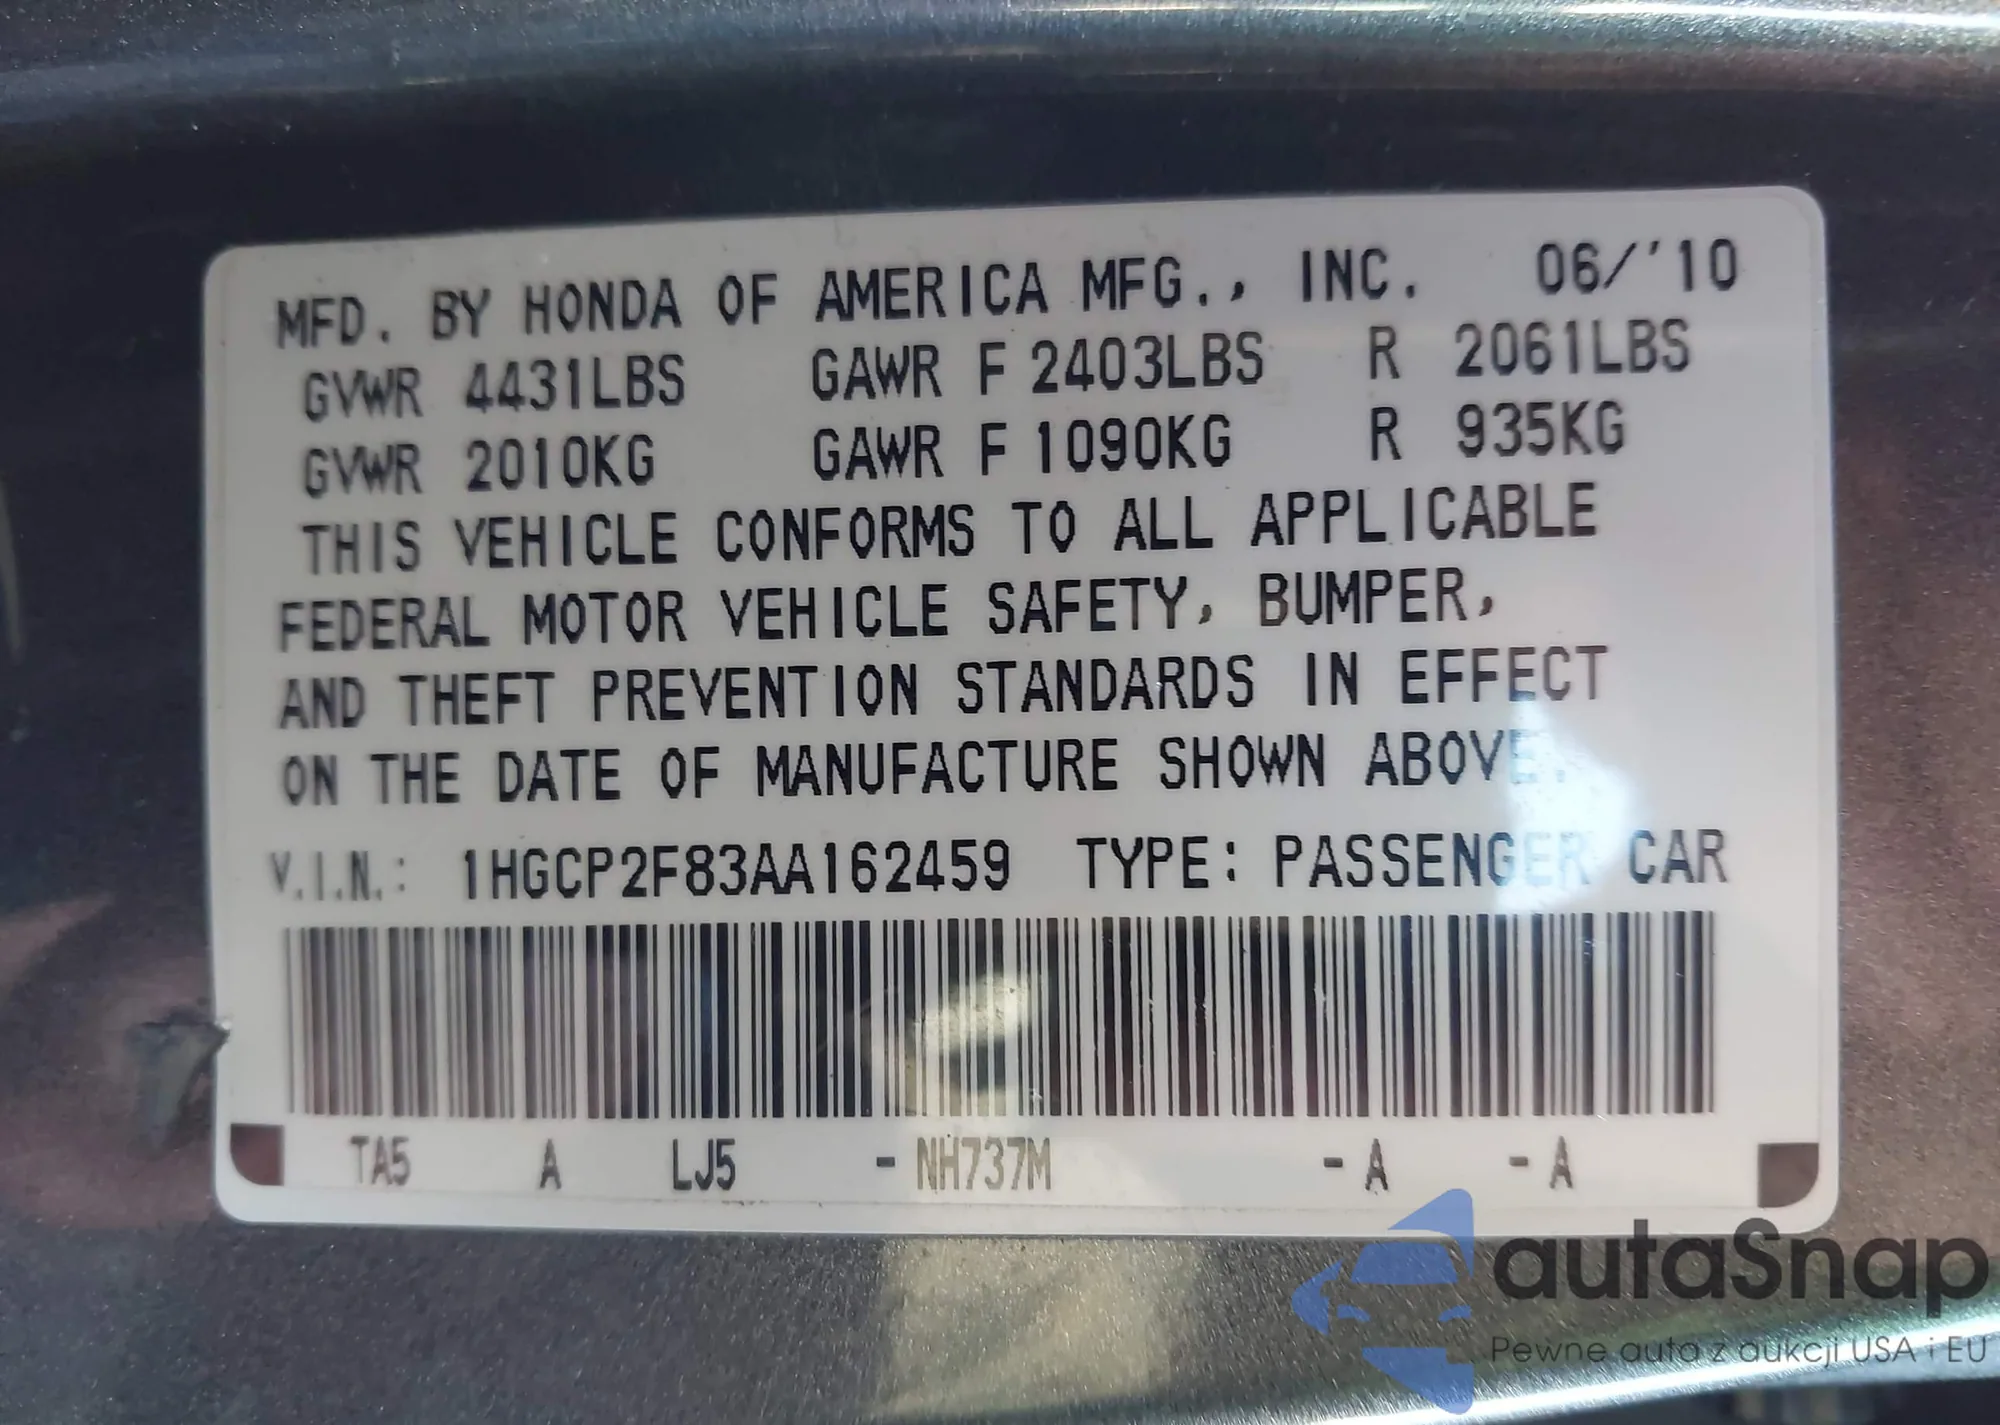 MFD. BY HONDA OF AMERICA MFG., INC. 06/'10
GVWR 4431LBS GAWR F 2403LBS R 2061LBS
GVWR 2010KG GAWR F 1090KG R 935KG
THIS VEHICLE CONFORMS TO ALL APPLICABLE
FEDERAL MOTOR VEHICLE SAFETY, BUMPER,
AND THEFT PREVENTION STANDARDS IN EFFECT
ON THE DATE OF MANUFACTURE SHOWN ABOVE.
V.I.N.: 1HGCP2F83AA162459 TYPE: PASSENGER CAR
TA5 A LJ5 - NH737M - A - A
autaSnap
Pewne auta z aukcji USA i EU